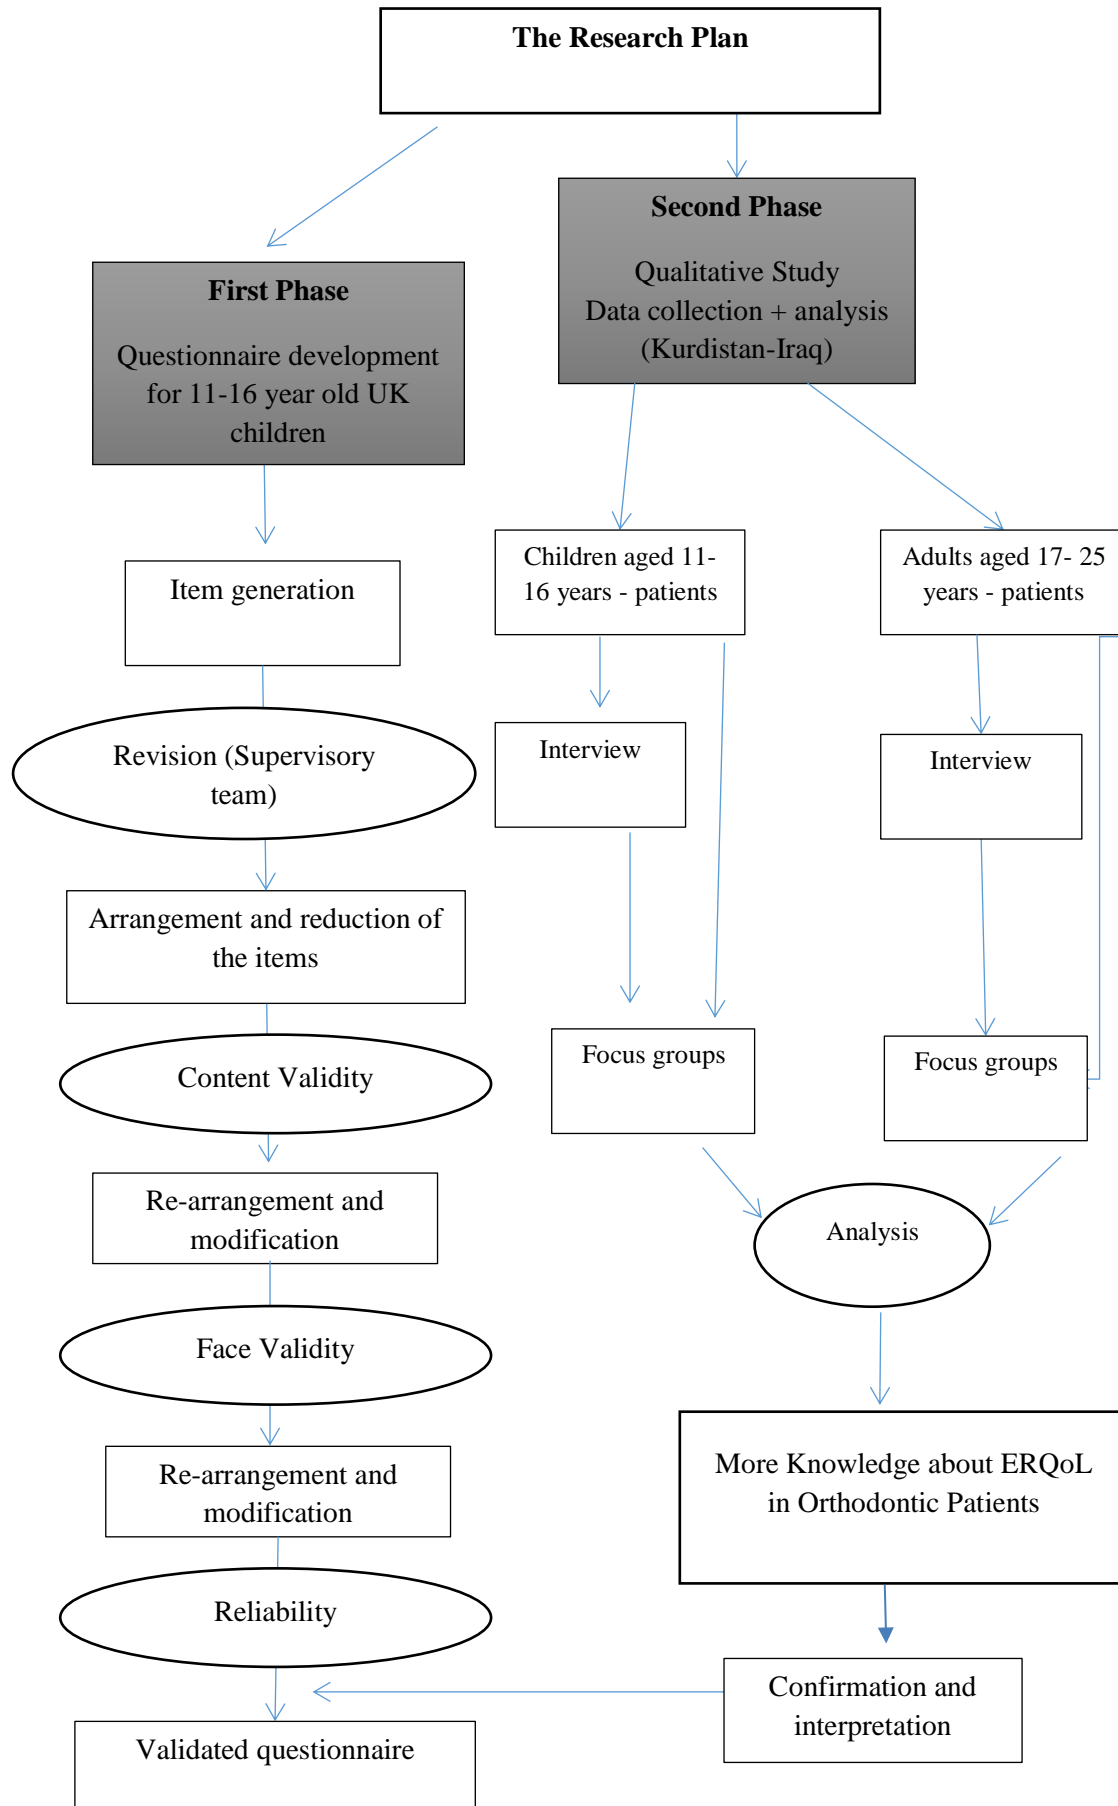 The Research Plan
Second Phase
Qualitative Study
Data collection + analysis
(Kurdistan-Iraq)
First Phase
Questionnaire development
for 11-16 year old UK
children
Children aged 11-
16 years - patients
Adults aged 17- 25
years - patients
Item generation
Interview
Interview
Revision (Supervisory
team)
Arrangement and reduction of
the items
Focus groups
Focus groups
Content Validity
Re-arrangement and
modification
Analysis
Face Validity
Re-arrangement and
modification
More Knowledge about ERQoL
in Orthodontic Patients
Reliability
Confirmation and
interpretation
Validated questionnaire